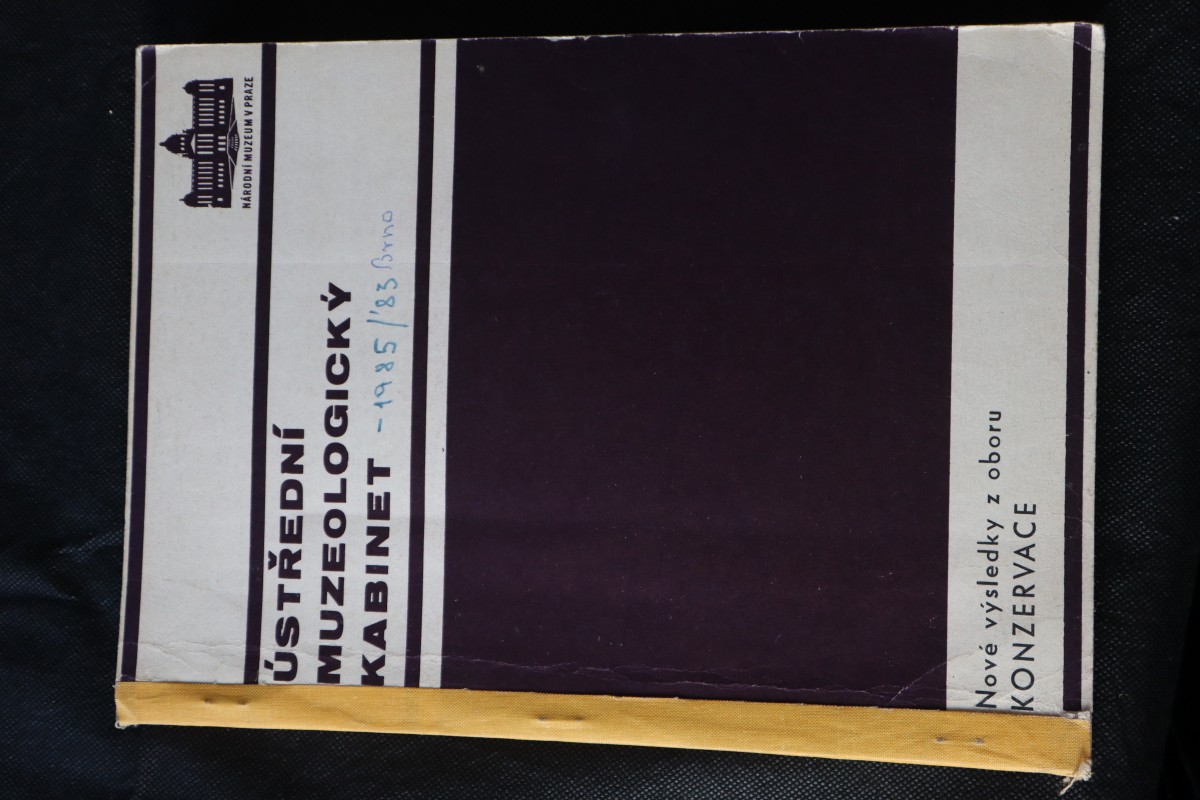 NÁRODNÍ MUZEUM V PRAZE
ÚSTŘEDNÍ
MUZEOLOGICKÝ
KABINET - 1985/'83 Brno
Nové výsledky z oboru
KONZERVACE